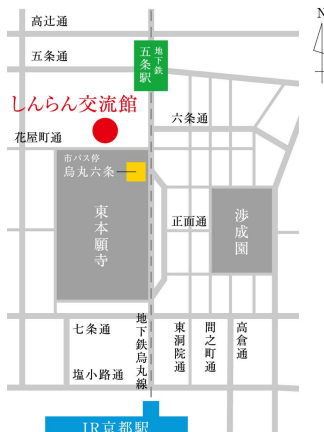 高辻通
N
五条通
地下鉄
五条駅
しんらん交流館
六条通
花屋町通
市バス停
烏丸六条
東本願寺
正面通
渉成園
七条通
地下鉄烏丸線
東洞院通
間之町通
高倉通
塩小路通
JR京都駅